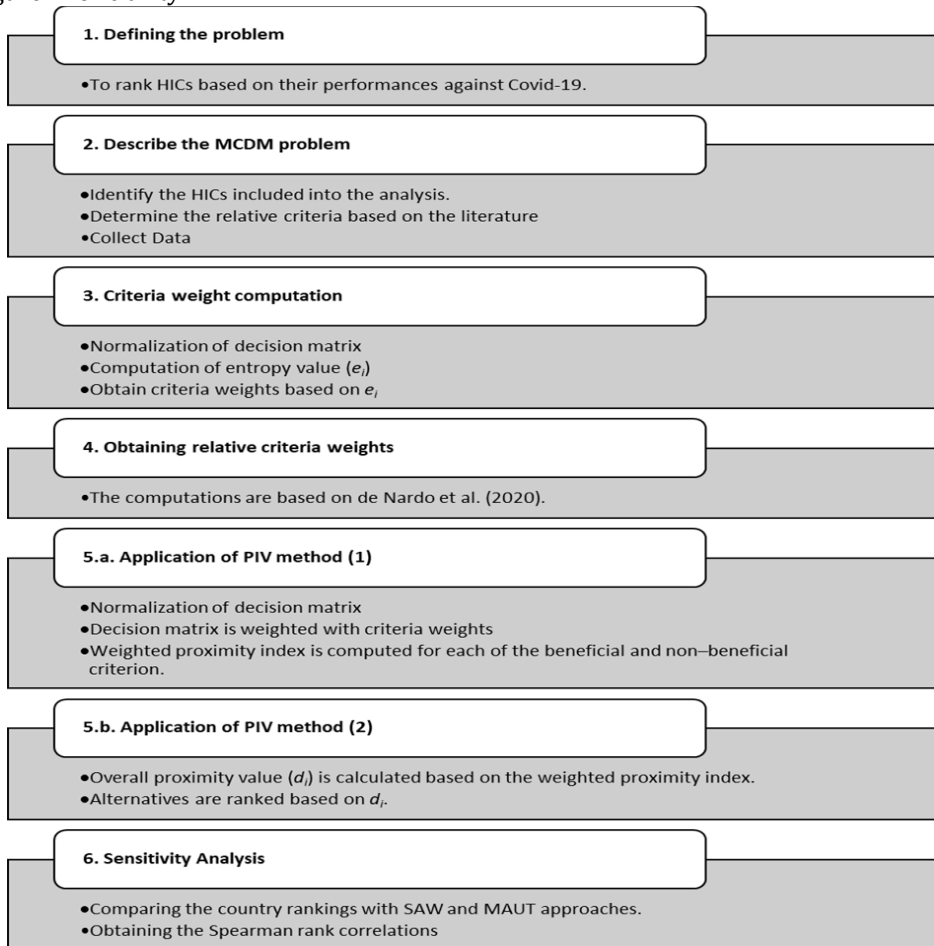 1. Defining the problem
•To rank HICs based on their performances against Covid-19.
2. Describe the MCDM problem
•Identify the HICs included into the analysis.
•Determine the relative criteria based on the literature
•Collect Data
3. Criteria weight computation
•Normalization of decision matrix
•Computation of entropy value (ei)
•Obtain criteria weights based on ei
4. Obtaining relative criteria weights
•The computations are based on de Nardo et al. (2020).
5.a. Application of PIV method (1)
•Normalization of decision matrix
•Decision matrix is weighted with criteria weights
•Weighted proximity index is computed for each of the beneficial and non–beneficial
criterion.
5.b. Application of PIV method (2)
•Overall proximity value (di) is calculated based on the weighted proximity index.
•Alternatives are ranked based on di.
6. Sensitivity Analysis
•Comparing the country rankings with SAW and MAUT approaches.
•Obtaining the Spearman rank correlations